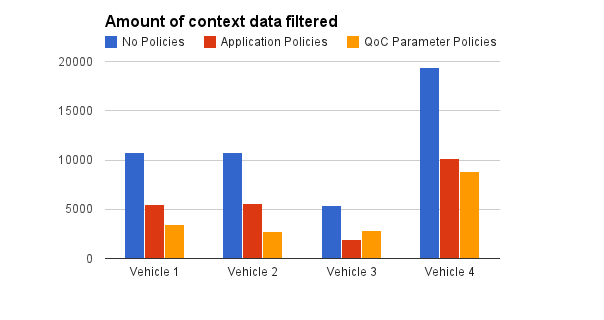 Amount of context data filtered
No Policies Application Policies QoC Parameter Policies
20000
15000
10000
5000
0
Vehicle 1 Vehicle 2 Vehicle 3 Vehicle 4